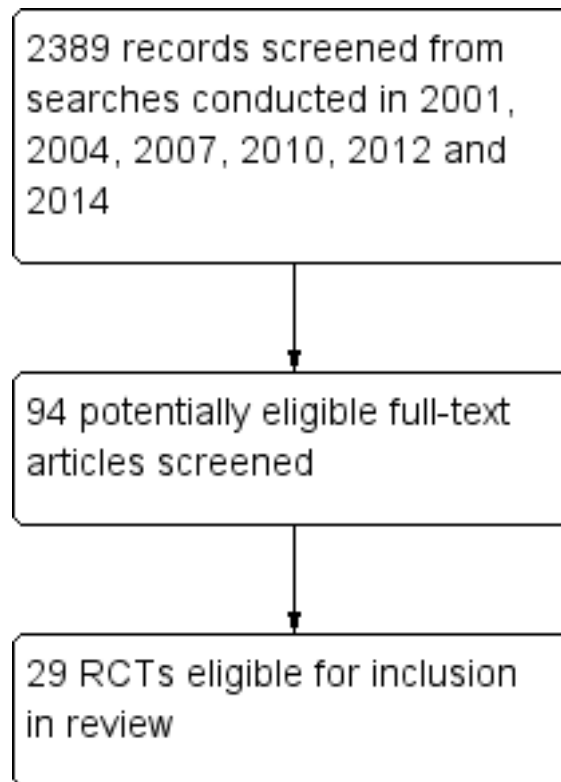 2389 records screened from
searches conducted in 2001,
2004, 2007, 2010, 2012 and
2014
94 potentially eligible full-text
articles screened
29 RCTs eligible for inclusion
in review